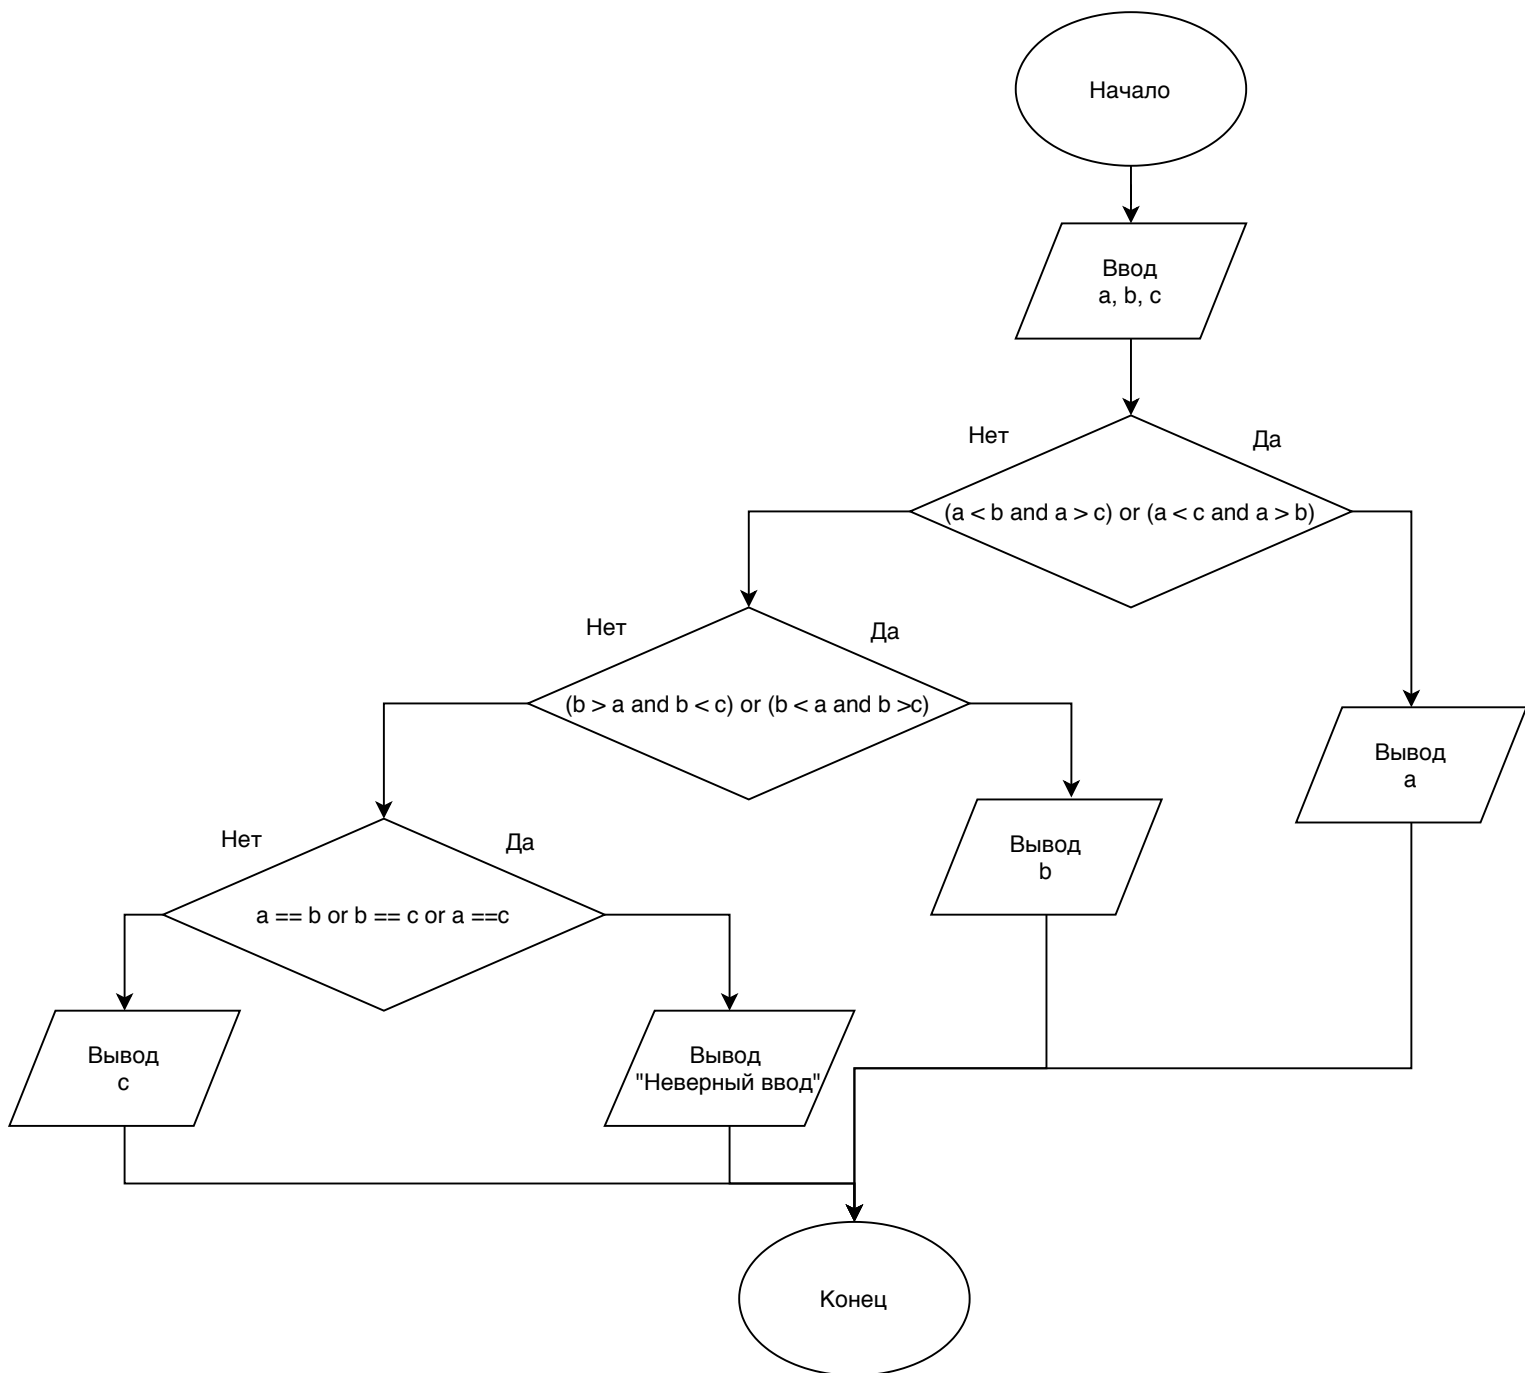 Начало
Ввод
a, b, c
Нет
Да
(a < b and a > c) or (a < c and a > b)
Нет
Да
(b > a and b < c) or (b < a and b >c)
Вывод
a
Нет
Да
Вывод
b
a == b or b == c or a ==c
Вывод
c
Вывод
"Неверный ввод"
Конец